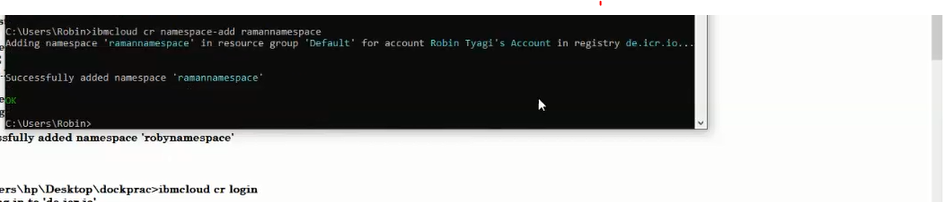 C:\Users\Robin>ibmcloud cr namespace-add ramannamespace
Adding namespace 'ramannamespace' in resource group 'Default' for account Robin Tyagi's Account in registry de.icr.io...
Successfully added namespace 'ramannamespace'
OK
C:\Users\Robin>
ssfully added namespace 'robynamespace'
ers\hp\Desktop\dockprac>ibmcloud cr login